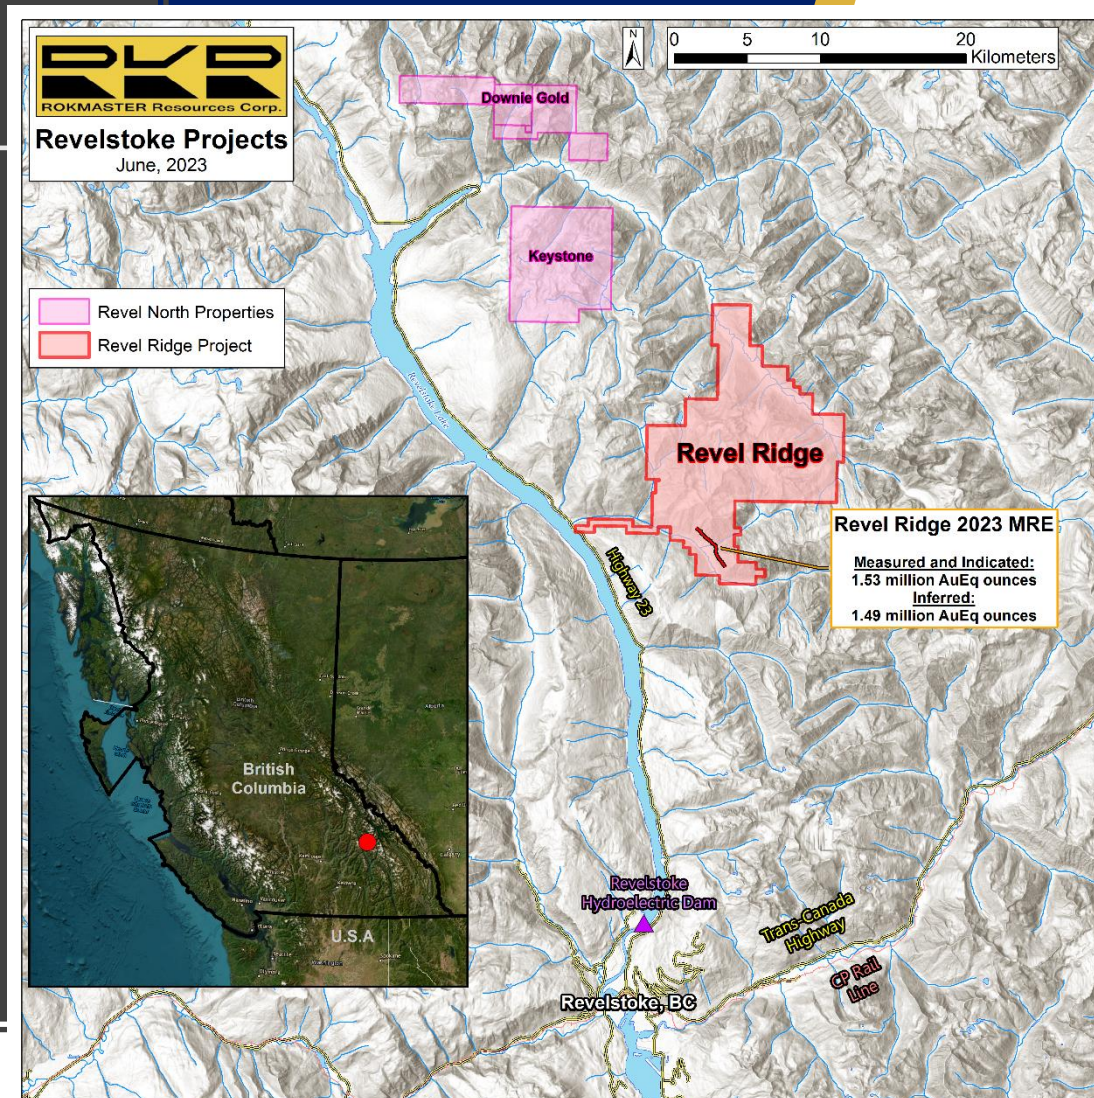 RKR
ROKMASTER Resources Corp.
Revelstoke Projects
June, 2023
N
0 5 10 20
Kilometers
Downie Gold
Keystone
Revel North Properties
Revel Ridge Project
Revelstoke Lake
Revel Ridge
Revel Ridge 2023 MRE
Measured and Indicated:
1.53 million AuEq ounces
Inferred:
1.49 million AuEq ounces
Highway 23
British
Columbia
British
Columbia
Alberta
U.S.A
Revelstoke
Hydroelectric Dam
Trans-Canada
Highway
CP Rail
Line
Revelstoke, BC